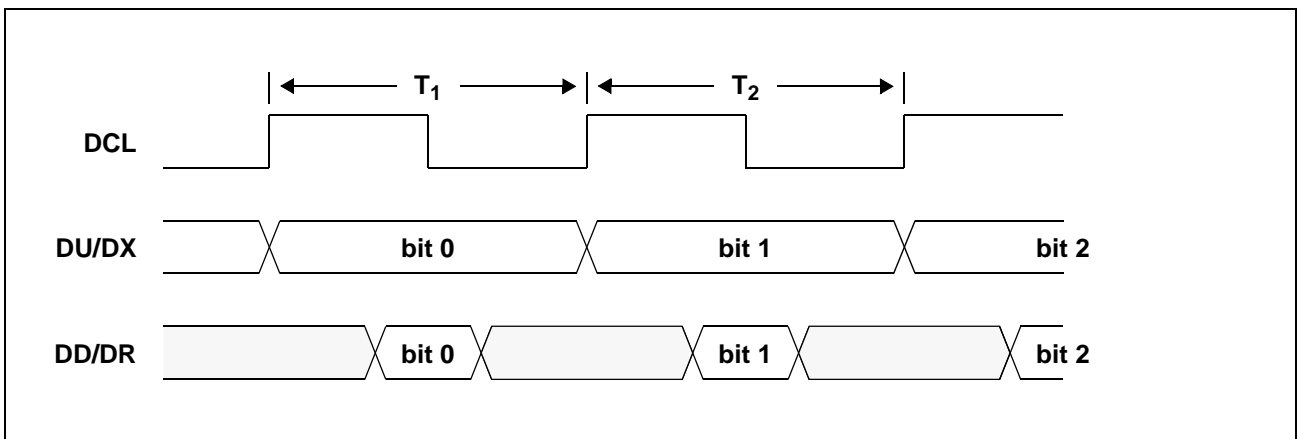 T₁ T₂
DCL
DU/DX bit 0 bit 1 bit 2
DD/DR bit 0 bit 1 bit 2